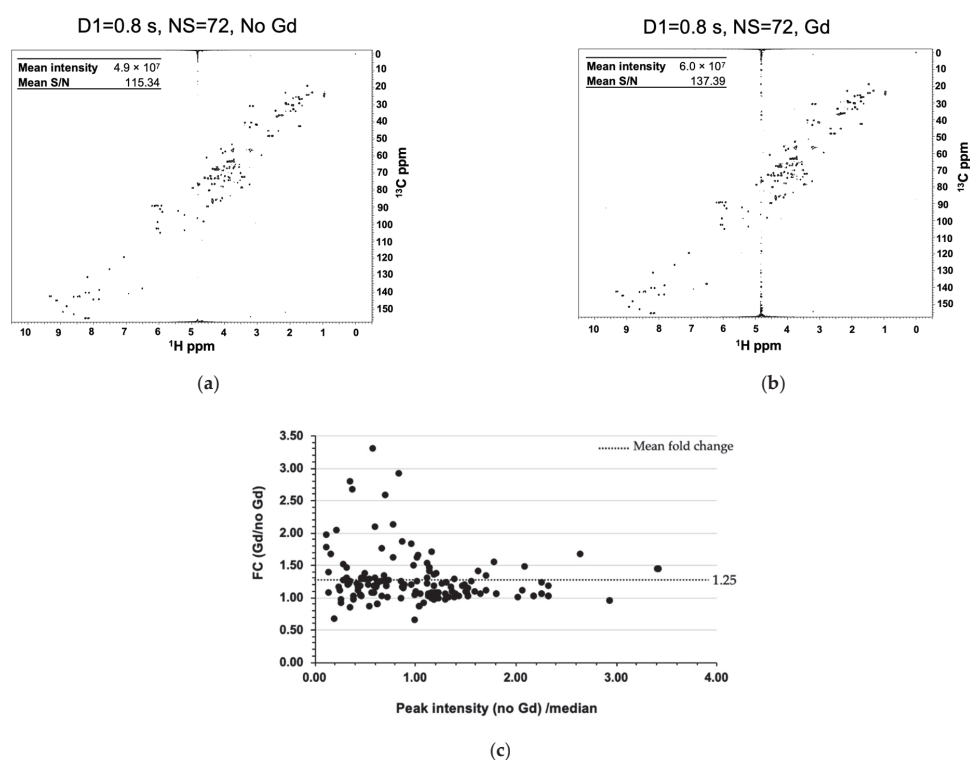 D1=0.8 s, NS=72, No Gd
Mean intensity 4.9 × 10⁷
Mean S/N 115.34
0
10
20
30
40
50
60
70
80
90
100
110
120
130
140
150
¹³C ppm
10 9 8 7 6 5 4 3 2 1 0
¹H ppm
(a)
D1=0.8 s, NS=72, Gd
Mean intensity 6.0 × 10⁷
Mean S/N 137.39
0
10
20
30
40
50
60
70
80
90
100
110
120
130
140
150
¹³C ppm
10 9 8 7 6 5 4 3 2 1 0
¹H ppm
(b)
3.50
3.00
2.50
2.00
1.50
1.00
0.50
0.00
FC (Gd/no Gd)
Mean fold change
1.25
0.00 1.00 2.00 3.00 4.00
Peak intensity (no Gd) /median
(c)